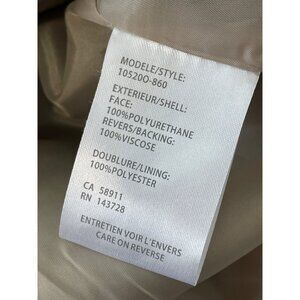 MODELE/STYLE:
10520O-860
EXTERIEUR/SHELL:
FACE:
100%POLYURETHANE
REVERS/BACKING:
100%VISCOSE
DOUBLURE/LINING:
100%POLYESTER
CA 58911
RN 143728
ENTRETIEN VOIR L'ENVERS
CARE ON REVERSE